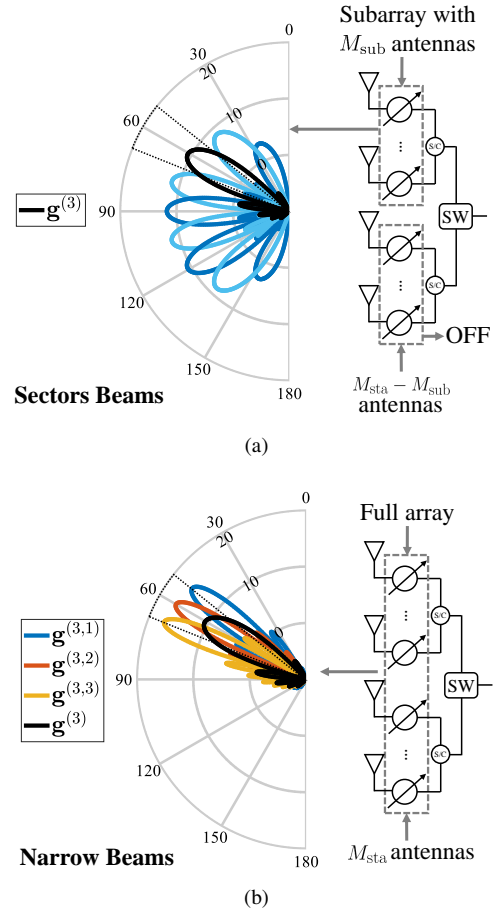 Subarray with
M_sub antennas
0
30
20
10
0
60
90
120
150
180
g^(3)
S/C
...
SW
S/C
...
OFF
M_sta − M_sub
antennas
Sectors Beams
(a)
Full array
0
30
20
10
0
60
90
120
150
180
g^(3,1)
g^(3,2)
g^(3,3)
g^(3)
...
S/C
SW
...
S/C
M_sta antennas
Narrow Beams
(b)